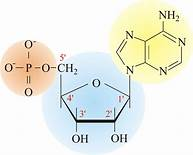 NH₂
O⁻
O
N
N
5'
O⁻
P
O
CH₂
N
N
O
O
4'
1'
3'
2'
OH
OH